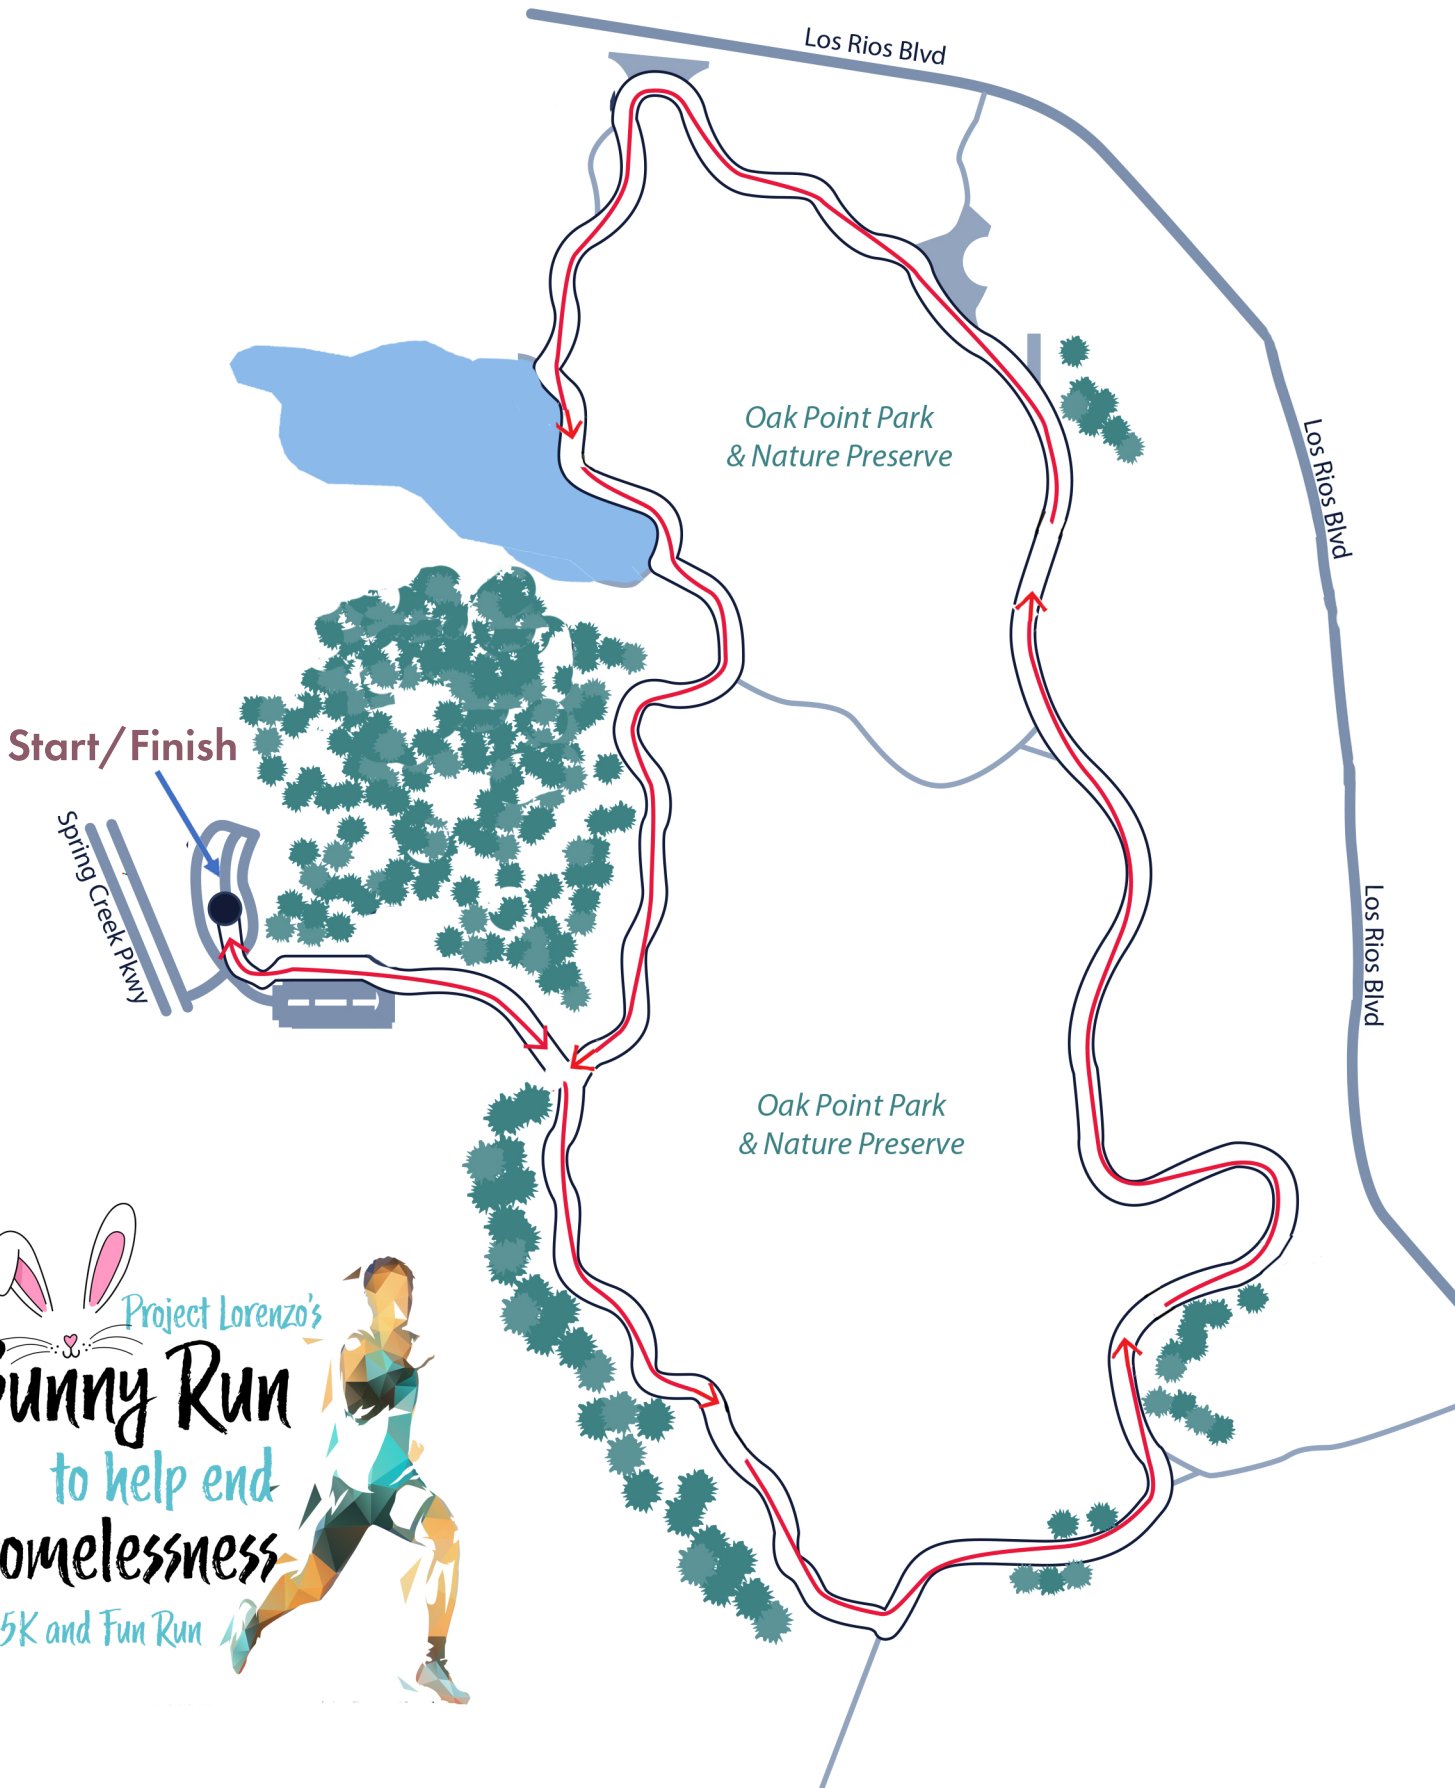 Los Rios Blvd
Oak Point Park
& Nature Preserve
Los Rios Blvd
Start/Finish
Spring Creek Pkwy
Los Rios Blvd
Oak Point Park
& Nature Preserve
Project Lorenzo's
unny Run
to help end
omelessness
5K and Fun Run